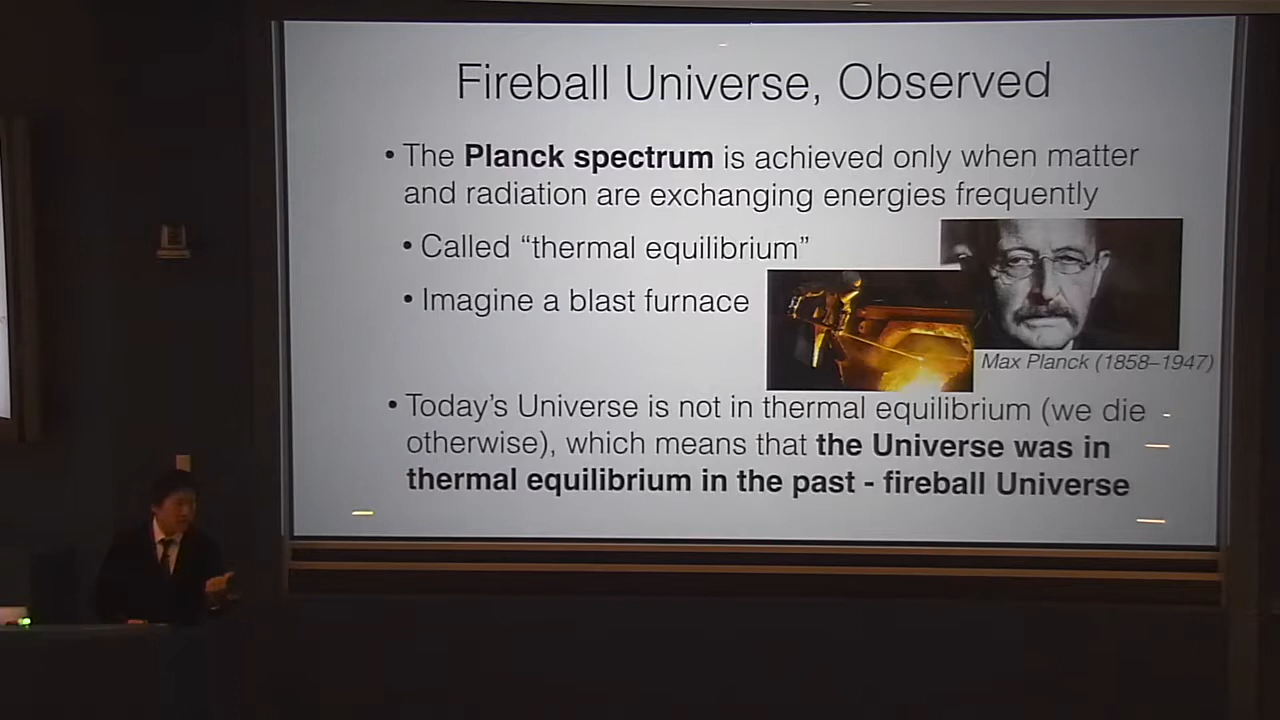 Fireball Universe, Observed
• The Planck spectrum is achieved only when matter
and radiation are exchanging energies frequently
• Called “thermal equilibrium”
• Imagine a blast furnace
Max Planck (1858–1947)
• Today’s Universe is not in thermal equilibrium (we die
otherwise), which means that the Universe was in
thermal equilibrium in the past - fireball Universe